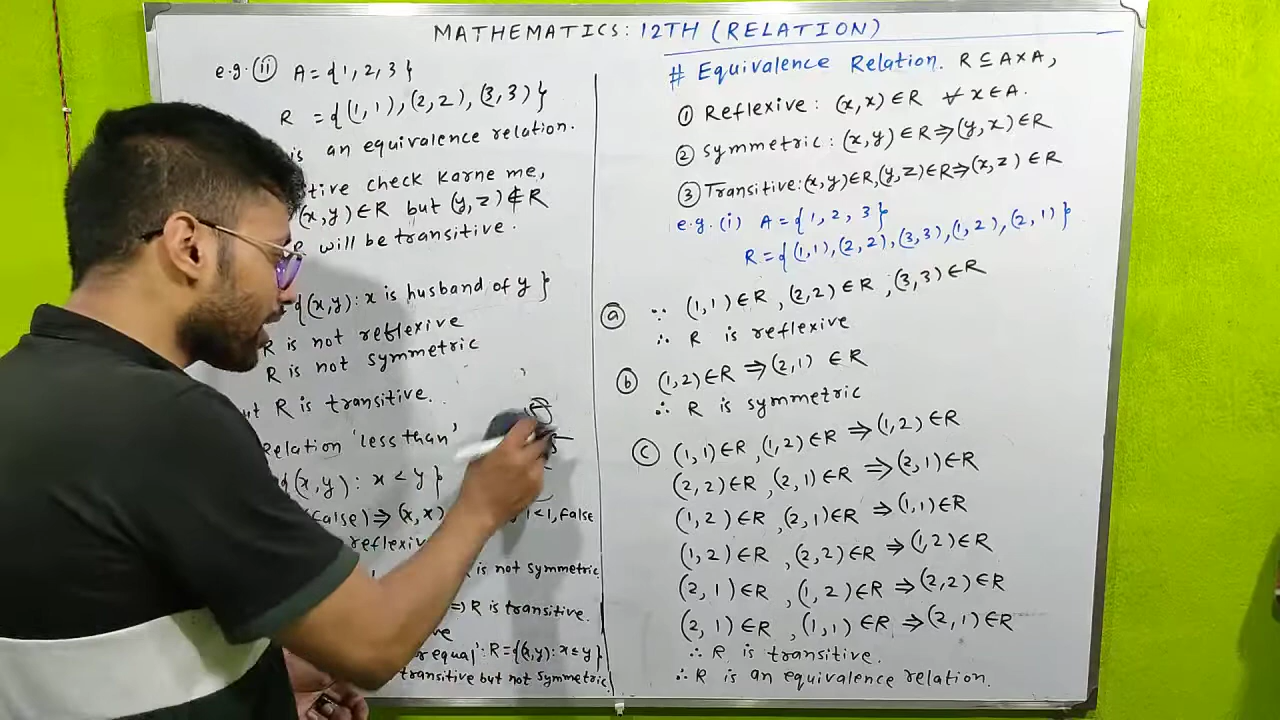 MATHEMATICS: 12TH (RELATION)
e.g. (ii) A = {1, 2, 3}
R = {(1, 1), (2, 2), (3, 3)}
is an equivalence relation.
tive check karne me,
(x, y) ∈ R but (y, z) ∉ R
will be transitive.
{(x, y): x is husband of y}
R is not reflexive
R is not symmetric
R is transitive.
Relation 'less than'
(x, y) : x < y}
(false) ⇒ (x, x)
1 < 1, false
reflexiv
is not symmetric
⇒ R is transitive.
r equal': R = {(x, y): x ≤ y}
transitive but not symmetric
# Equivalence Relation. R ⊆ A × A,
① Reflexive : (x, x) ∈ R ∀ x ∈ A.
② Symmetric : (x, y) ∈ R ⇒ (y, x) ∈ R
③ Transitive: (x, y) ∈ R, (y, z) ∈ R ⇒ (x, z) ∈ R
e.g. (i) A = {1, 2, 3}
R = {(1, 1), (2, 2), (3, 3), (1, 2), (2, 1)}
ⓐ ∵ (1, 1) ∈ R, (2, 2) ∈ R, (3, 3) ∈ R
∴ R is reflexive
ⓑ (1, 2) ∈ R ⇒ (2, 1) ∈ R
∴ R is symmetric
ⓒ (1, 1) ∈ R, (1, 2) ∈ R ⇒ (1, 2) ∈ R
(2, 2) ∈ R, (2, 1) ∈ R ⇒ (2, 1) ∈ R
(1, 2) ∈ R, (2, 1) ∈ R ⇒ (1, 1) ∈ R
(1, 2) ∈ R, (2, 2) ∈ R ⇒ (1, 2) ∈ R
(2, 1) ∈ R, (1, 2) ∈ R ⇒ (2, 2) ∈ R
(2, 1) ∈ R, (1, 1) ∈ R ⇒ (2, 1) ∈ R
∴ R is transitive.
∴ R is an equivalence relation.